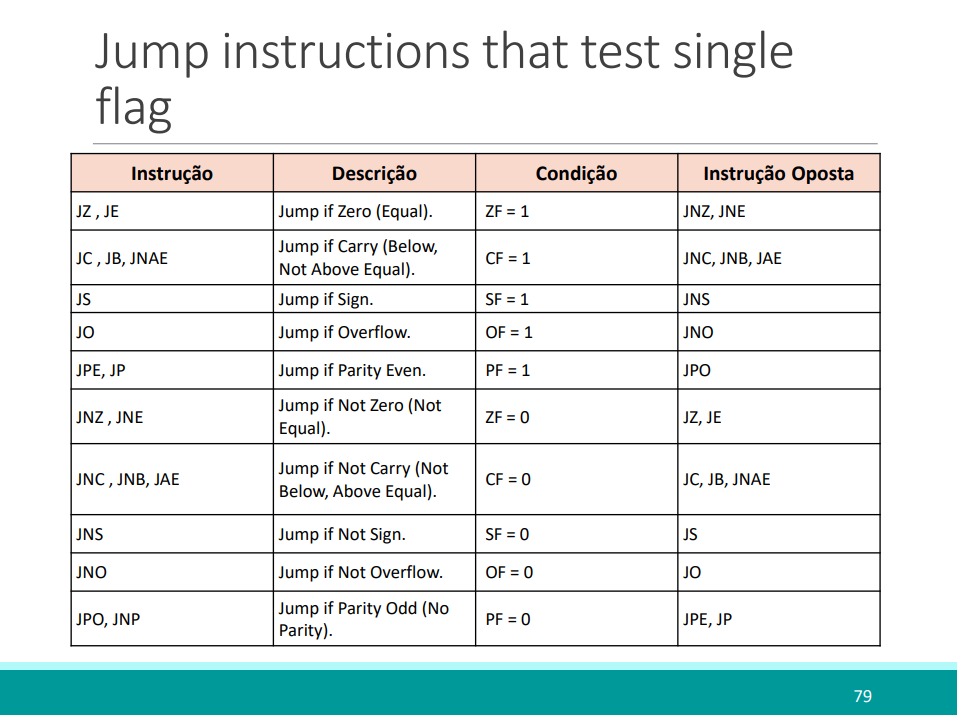 Jump instructions that test single
flag
Instrução Descrição Condição Instrução Oposta
JZ , JE Jump if Zero (Equal). ZF = 1 JNZ, JNE
JC , JB, JNAE Jump if Carry (Below,
Not Above Equal). CF = 1 JNC, JNB, JAE
JS Jump if Sign. SF = 1 JNS
JO Jump if Overflow. OF = 1 JNO
JPE, JP Jump if Parity Even. PF = 1 JPO
JNZ , JNE Jump if Not Zero (Not
Equal). ZF = 0 JZ, JE
JNC , JNB, JAE Jump if Not Carry (Not
Below, Above Equal). CF = 0 JC, JB, JNAE
JNS Jump if Not Sign. SF = 0 JS
JNO Jump if Not Overflow. OF = 0 JO
JPO, JNP Jump if Parity Odd (No
Parity). PF = 0 JPE, JP
79